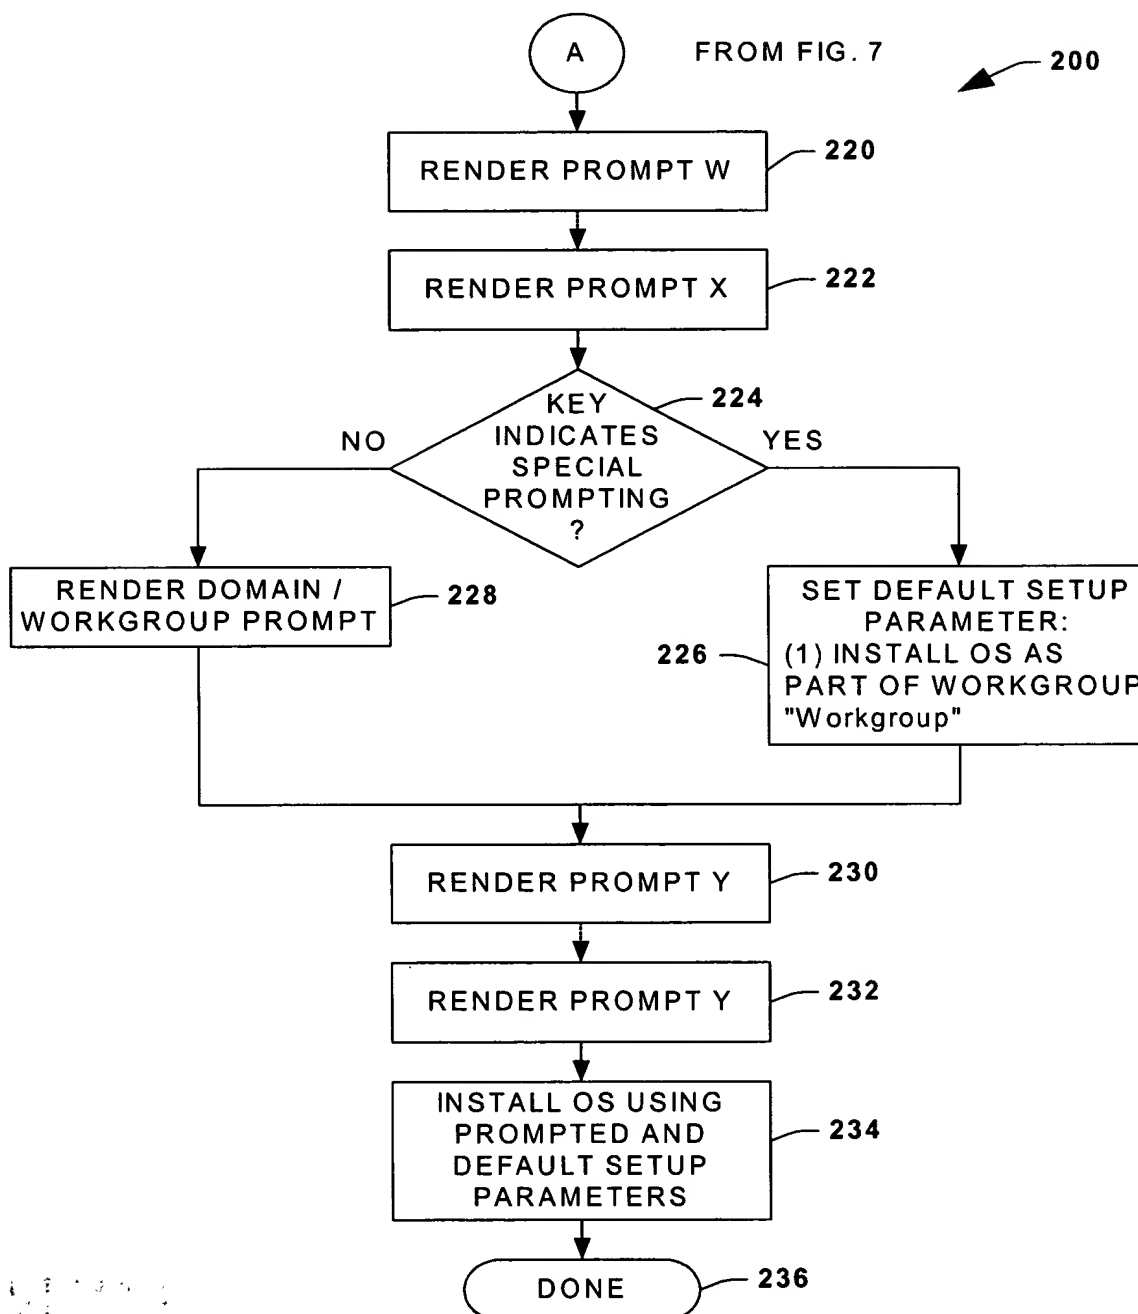 A
FROM FIG. 7
200
RENDER PROMPT W
220
RENDER PROMPT X
222
224
KEY
INDICATES
SPECIAL
PROMPTING
?
NO
YES
RENDER DOMAIN /
WORKGROUP PROMPT
228
SET DEFAULT SETUP
PARAMETER:
(1) INSTALL OS AS
PART OF WORKGROUP
"Workgroup"
226
RENDER PROMPT Y
230
RENDER PROMPT Y
232
INSTALL OS USING
PROMPTED AND
DEFAULT SETUP
PARAMETERS
234
DONE
236